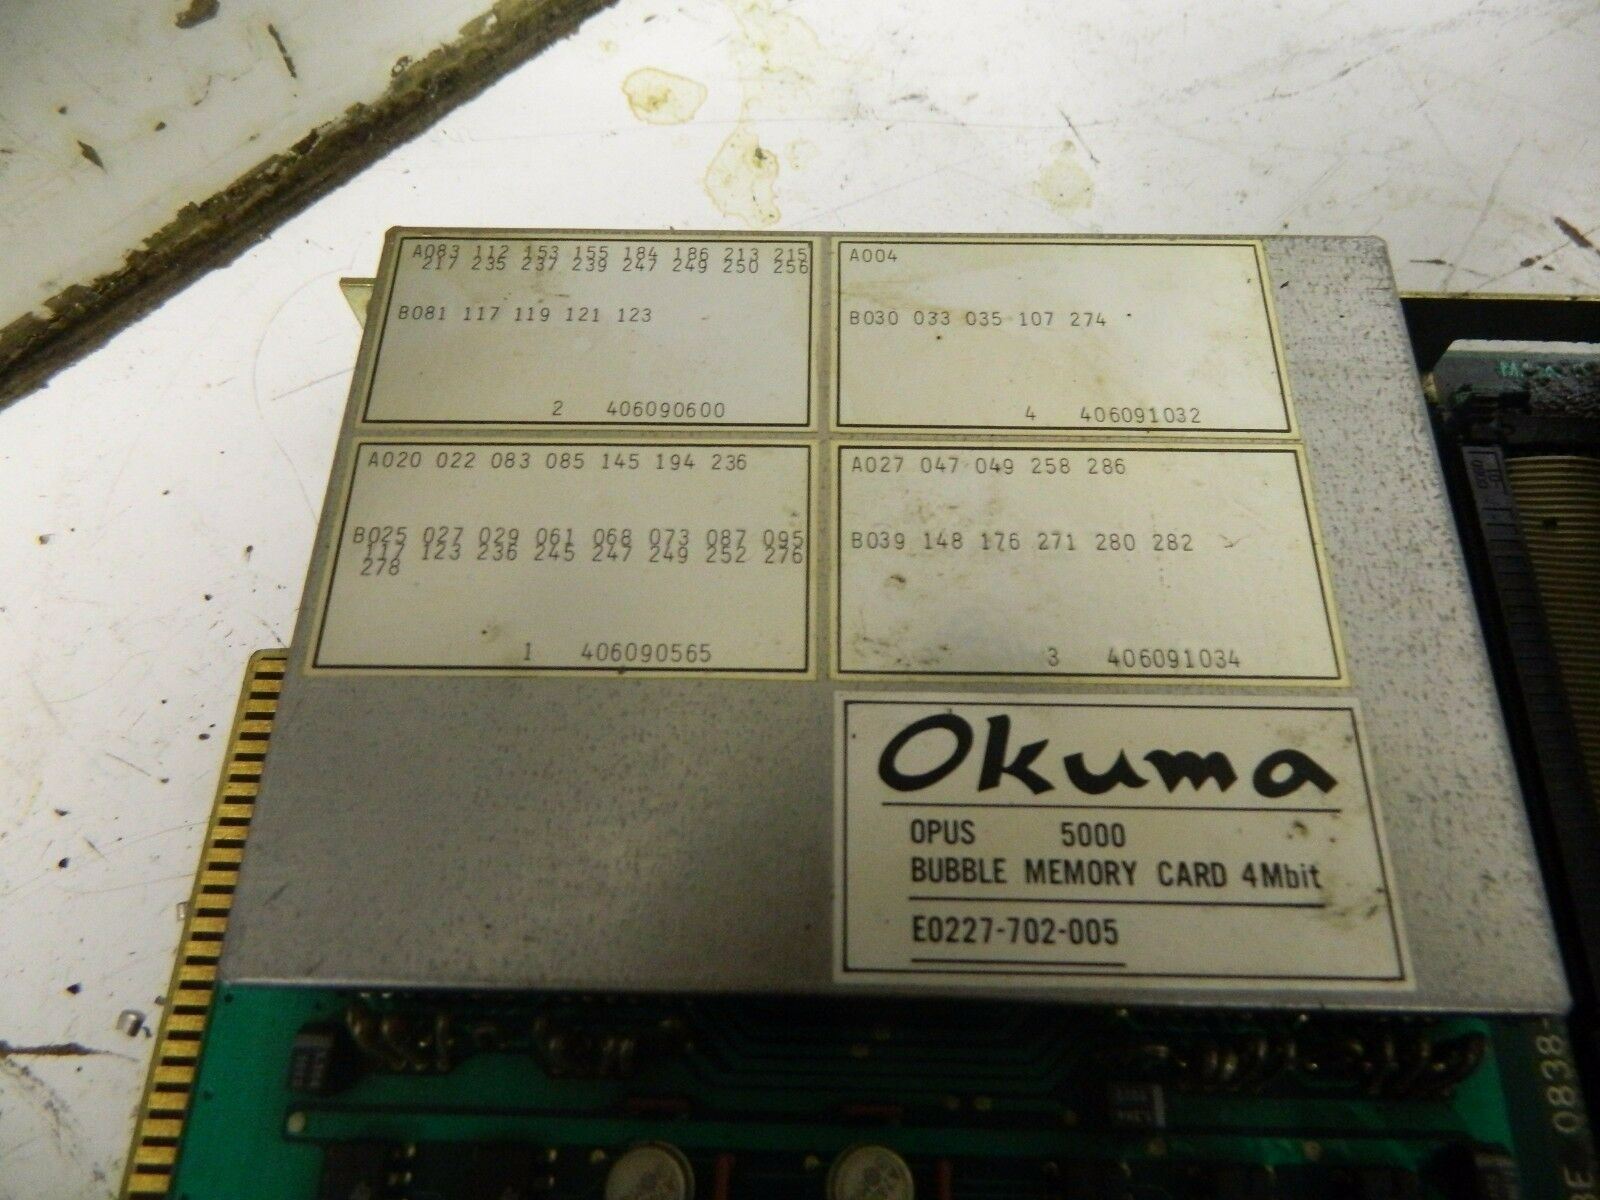 A083 112 153 155 184 186 213 215
217 235 237 239 247 249 250 256
B081 117 119 121 123
2 406090600
A004
B030 033 035 107 274
4 406091032
A020 022 083 085 145 194 236
B025 027 029 061 068 073 087 095
117 123 236 245 247 249 252 276
278
1 406090565
A027 047 049 258 286
B039 148 176 271 280 282
3 406091034
Okuma
OPUS 5000
BUBBLE MEMORY CARD 4Mbit
E0227-702-005
0838-